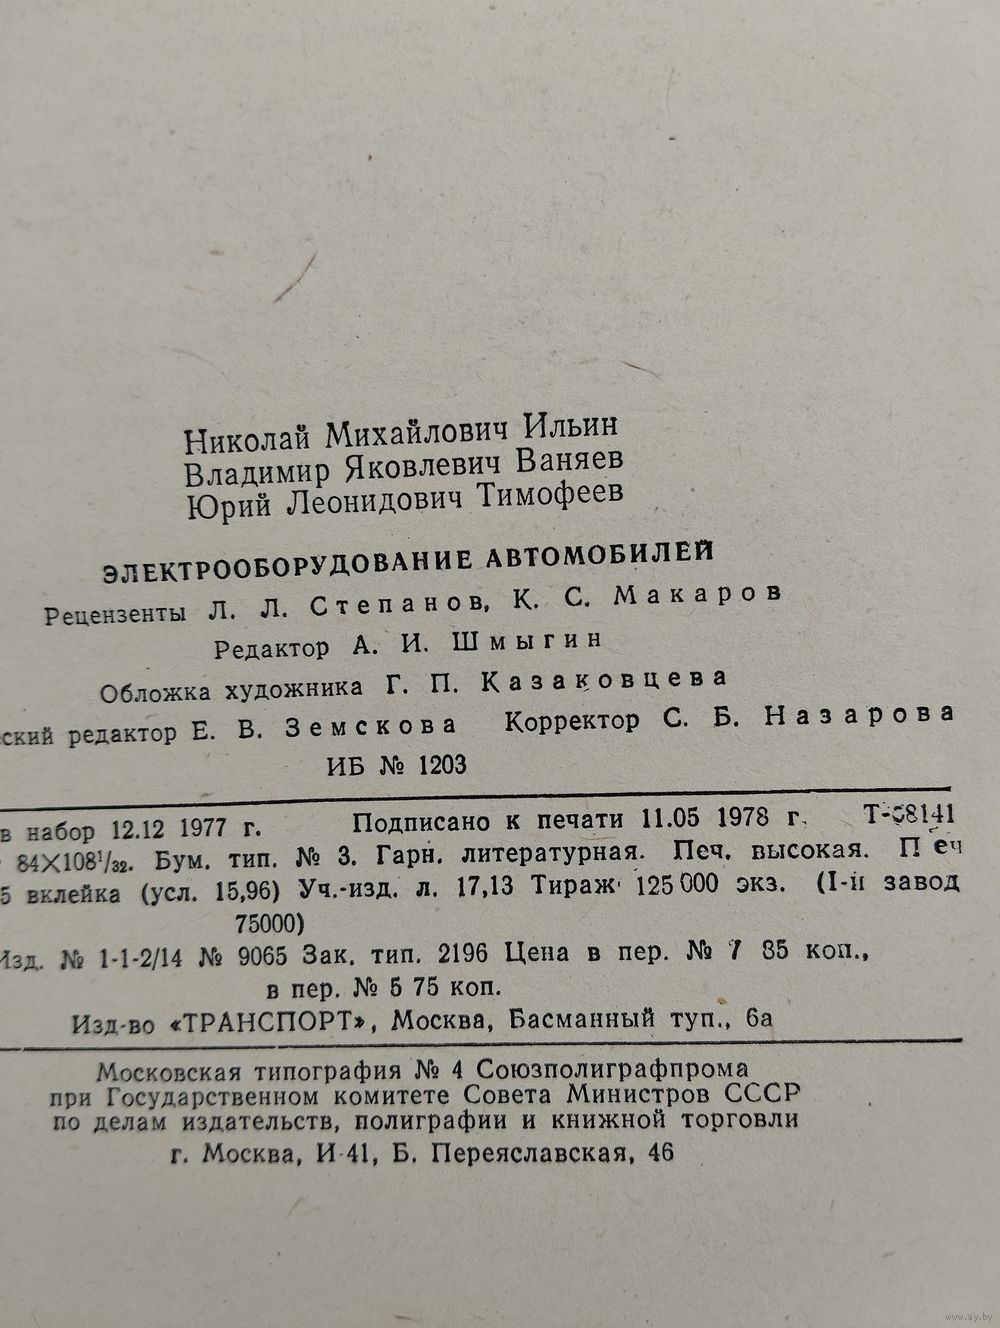 Николай Михайлович Ильин
Владимир Яковлевич Ваняев
Юрий Леонидович Тимофеев
ЭЛЕКТРООБОРУДОВАНИЕ АВТОМОБИЛЕЙ
Рецензенты Л. Л. Степанов, К. С. Макаров
Редактор А. И. Шмыгин
Обложка художника Г. П. Казаковцева
ский редактор Е. В. Земскова Корректор С. Б. Назарова
ИБ № 1203
в набор 12.12 1977 г. Подписано к печати 11.05 1978 г.
84×108¹/₃₂. Бум. тип. № 3. Гарн. литературная. Печ. высокая. Печ
5 вклейка (усл. 15,96) Уч.-изд. л. 17,13 Тираж 125 000 экз. (I-й завод
75000)
Изд. № 1-1-2/14 № 9065 Зак. тип. 2196 Цена в пер. № 7 85 коп.,
в пер. № 5 75 коп.
Изд-во «ТРАНСПОРТ», Москва, Басманный туп., 6а
Московская типография № 4 Союзполиграфпрома
при Государственном комитете Совета Министров СССР
по делам издательств, полиграфии и книжной торговли
г. Москва, И-41, Б. Переяславская, 46
www.ay.by